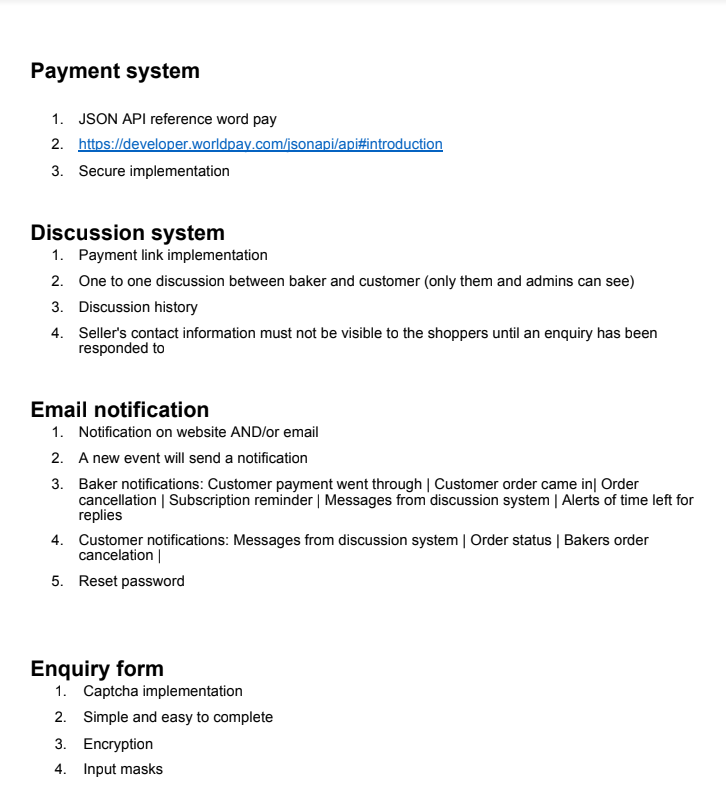 Payment system
1. JSON API reference word pay
2. https://developer.worldpay.com/jsonapi/api#introduction
3. Secure implementation
Discussion system
1. Payment link implementation
2. One to one discussion between baker and customer (only them and admins can see)
3. Discussion history
4. Seller's contact information must not be visible to the shoppers until an enquiry has been
responded to
Email notification
1. Notification on website AND/or email
2. A new event will send a notification
3. Baker notifications: Customer payment went through | Customer order came in| Order
cancellation | Subscription reminder | Messages from discussion system | Alerts of time left for
replies
4. Customer notifications: Messages from discussion system | Order status | Bakers order
cancelation |
5. Reset password
Enquiry form
1. Captcha implementation
2. Simple and easy to complete
3. Encryption
4. Input masks